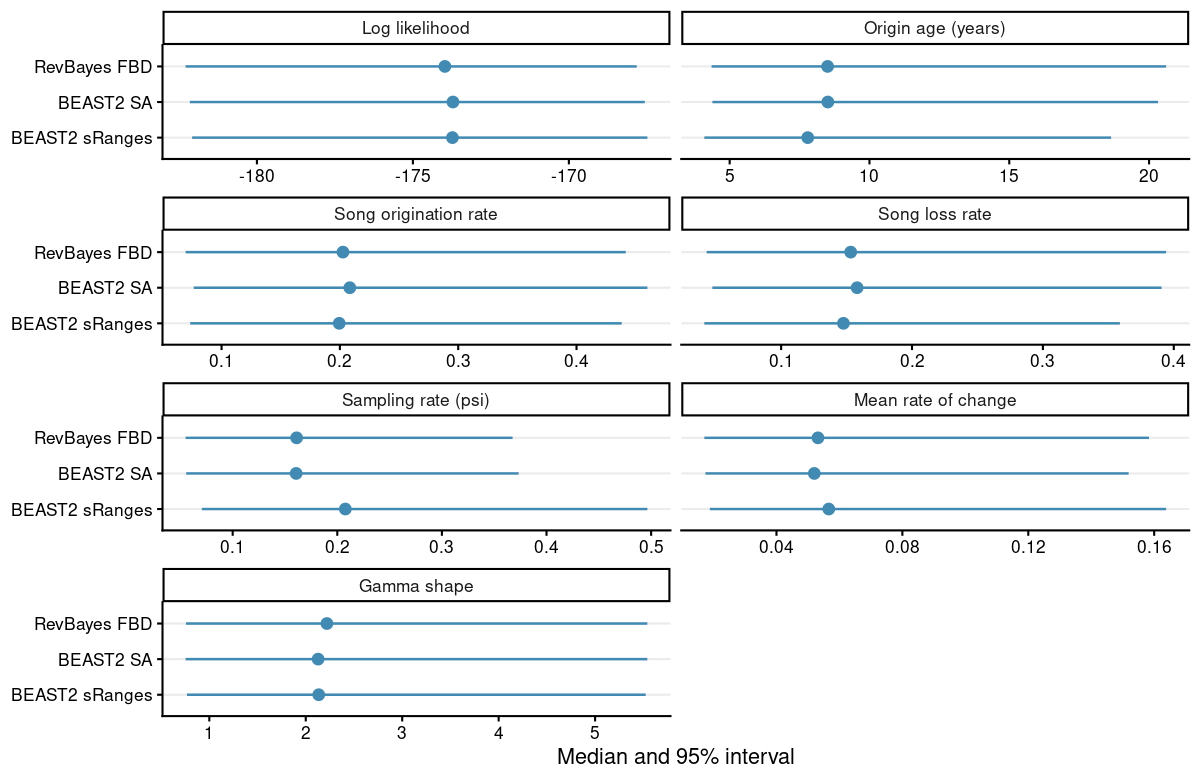 Log likelihood
Origin age (years)
RevBayes FBD
BEAST2 SA
BEAST2 sRanges
-180 -175 -170
5 10 15 20
Song origination rate
Song loss rate
RevBayes FBD
BEAST2 SA
BEAST2 sRanges
0.1 0.2 0.3 0.4
0.1 0.2 0.3 0.4
Sampling rate (psi)
Mean rate of change
RevBayes FBD
BEAST2 SA
BEAST2 sRanges
0.1 0.2 0.3 0.4 0.5
0.04 0.08 0.12 0.16
Gamma shape
RevBayes FBD
BEAST2 SA
BEAST2 sRanges
1 2 3 4 5
Median and 95% interval